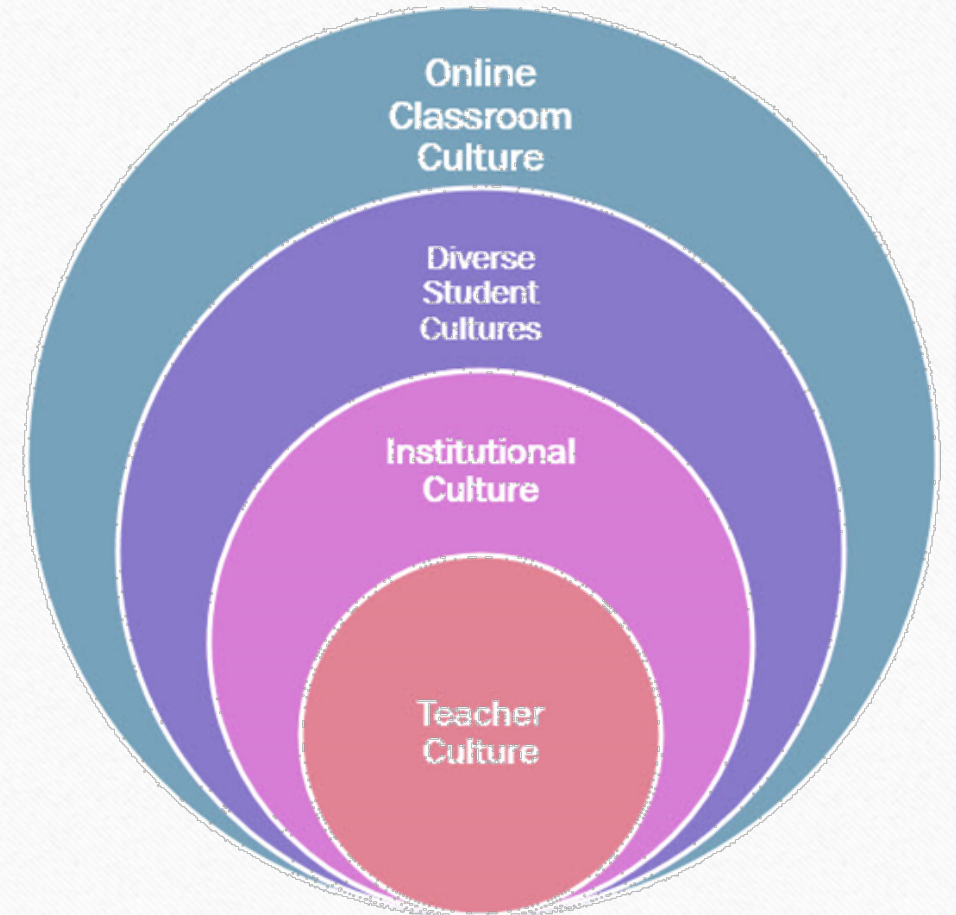 Online
Classroom
Culture
Diverse
Student
Cultures
Institutional
Culture
Teacher
Culture